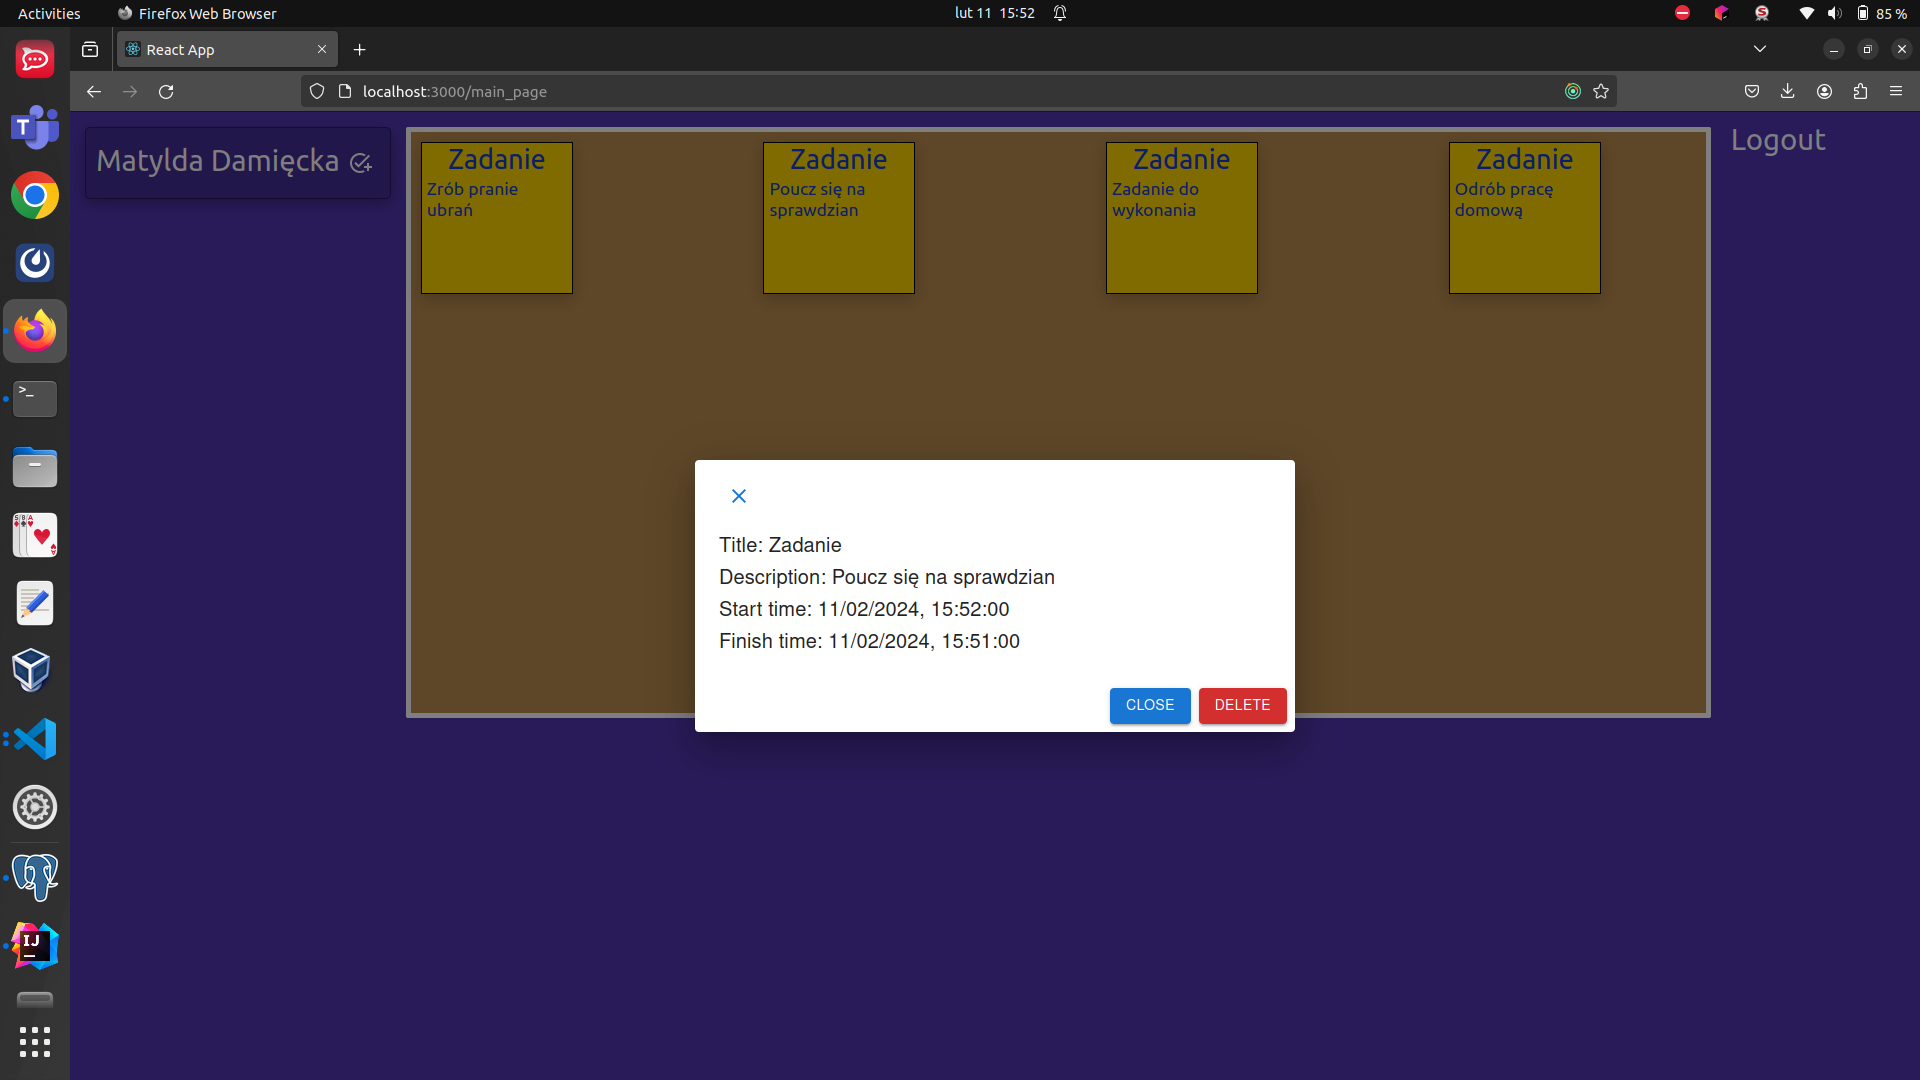 Activities
Firefox Web Browser
lut 11 15:52
85 %
React App
localhost:3000/main_page
Matylda Damięcka
Zadanie
Zrób pranie
ubrań
Zadanie
Poucz się na
sprawdzian
Zadanie
Zadanie do
wykonania
Zadanie
Odrób pracę
domową
Logout
Title: Zadanie
Description: Poucz się na sprawdzian
Start time: 11/02/2024, 15:52:00
Finish time: 11/02/2024, 15:51:00
CLOSE
DELETE
T
>_
IJ